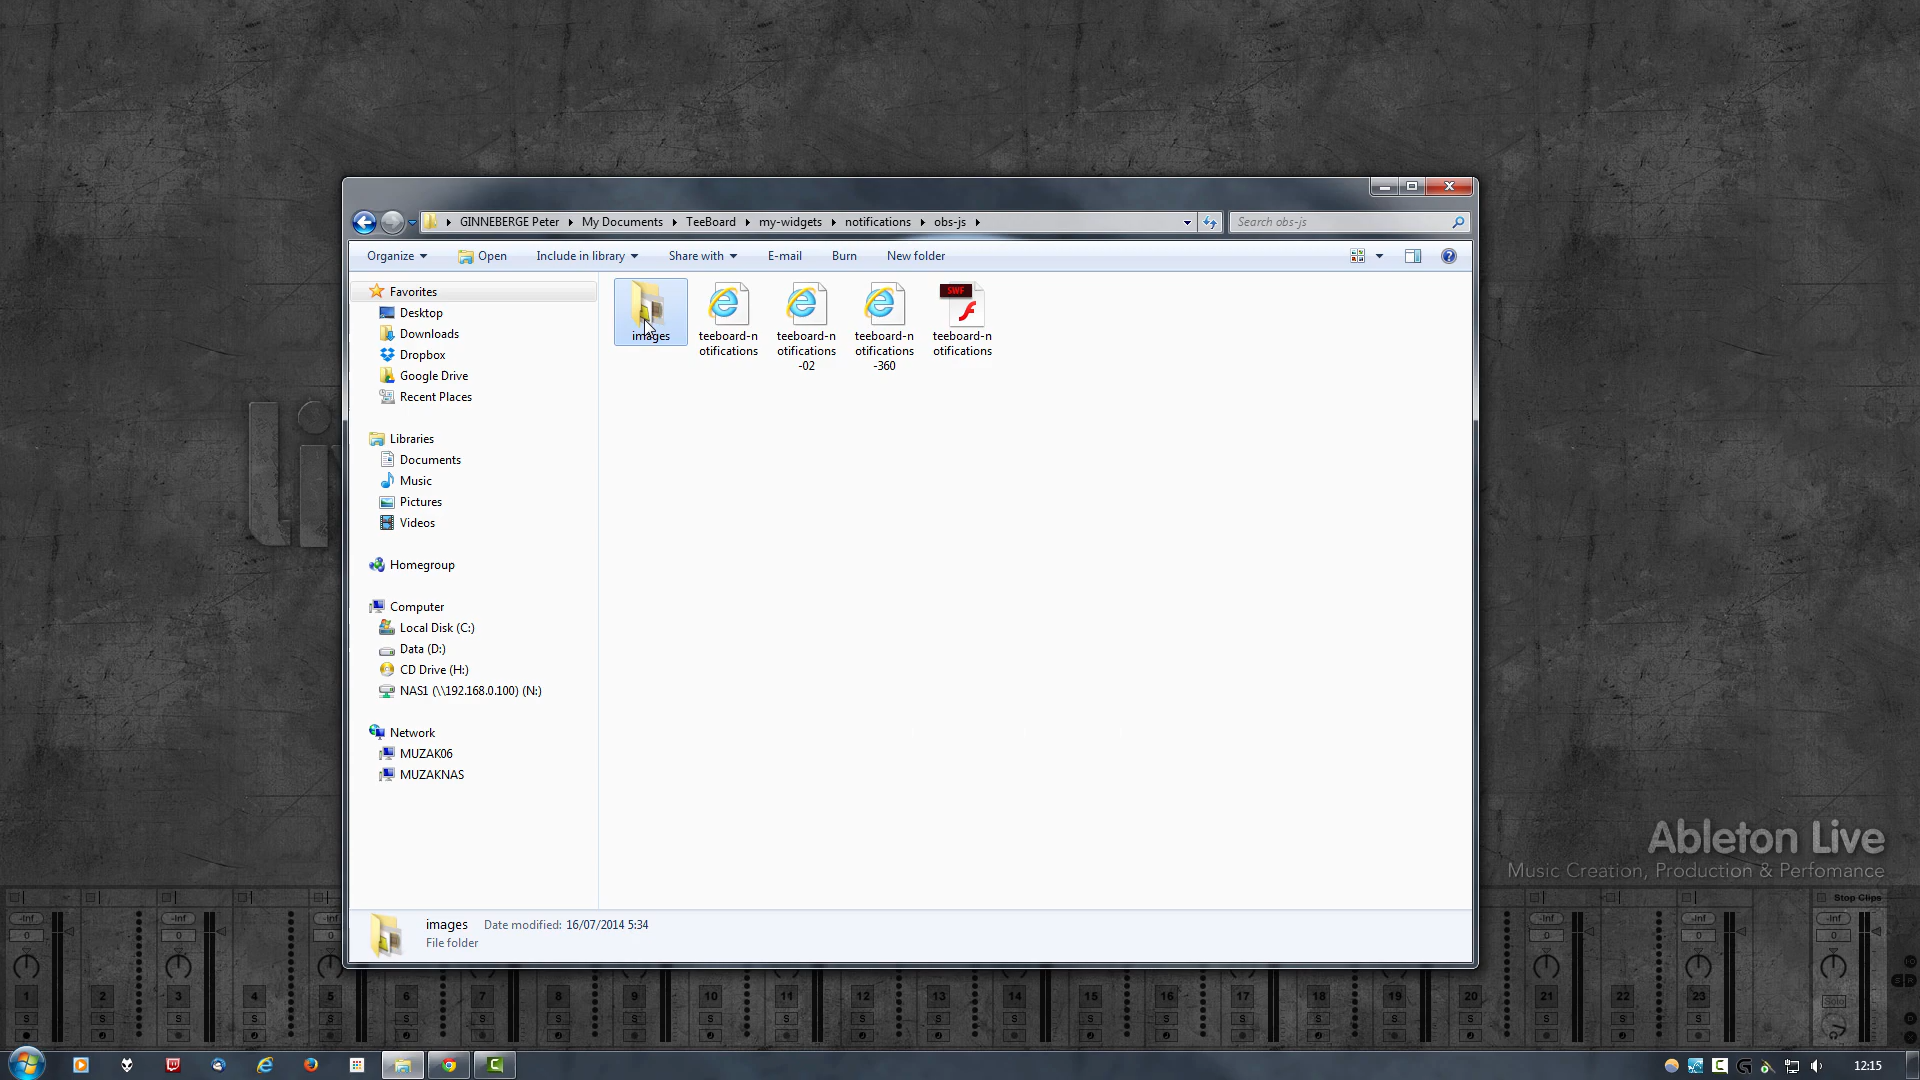 GINNEBERGE Peter
My Documents
TeeBoard
my-widgets
notifications
obs-js
Search obs-js
Organize
Open
Include in library
Share with
E-mail
Burn
New folder
Favorites
Desktop
Downloads
Dropbox
Google Drive
Recent Places
Libraries
Documents
Music
Pictures
Videos
Homegroup
Computer
Local Disk (C:)
Data (D:)
CD Drive (H:)
NAS1 (\\192.168.0.100) (N:)
Network
MUZAK06
MUZAKNAS
images
teeboard-n
otifications
teeboard-n
otifications
-02
teeboard-n
otifications
-360
SWF
teeboard-n
otifications
images Date modified: 16/07/2014 5:34
File folder
Ableton Live
Music Creation, Production & Perfomance
Stop Clips
-Inf -Inf -Inf -Inf -Inf -Inf
0 0 0 0 0 0
1 2 3 4 5 6 7 8 9 10 11 12 13 14 15 16 17 18 19 20 21 22 23 Solo
S S S S S S S S S S S S S S S S S S S S S S S
12:15